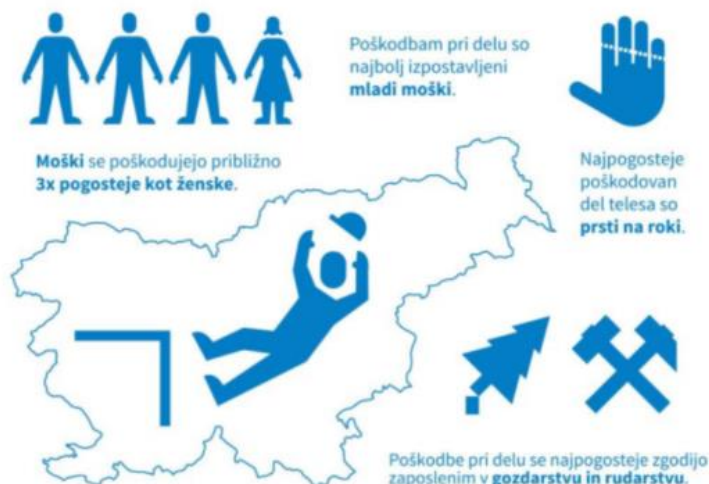 Poškodbam pri delu so
najbolj izpostavljeni
mladi moški.
Moški se poškodujejo približno
3x pogosteje kot ženske.
Najpogosteje
poškodovan
del telesa so
prsti na roki.
Poškodbe pri delu se najpogosteje zgodijo
zaposlenim v gozdarstvu in rudarstvu.